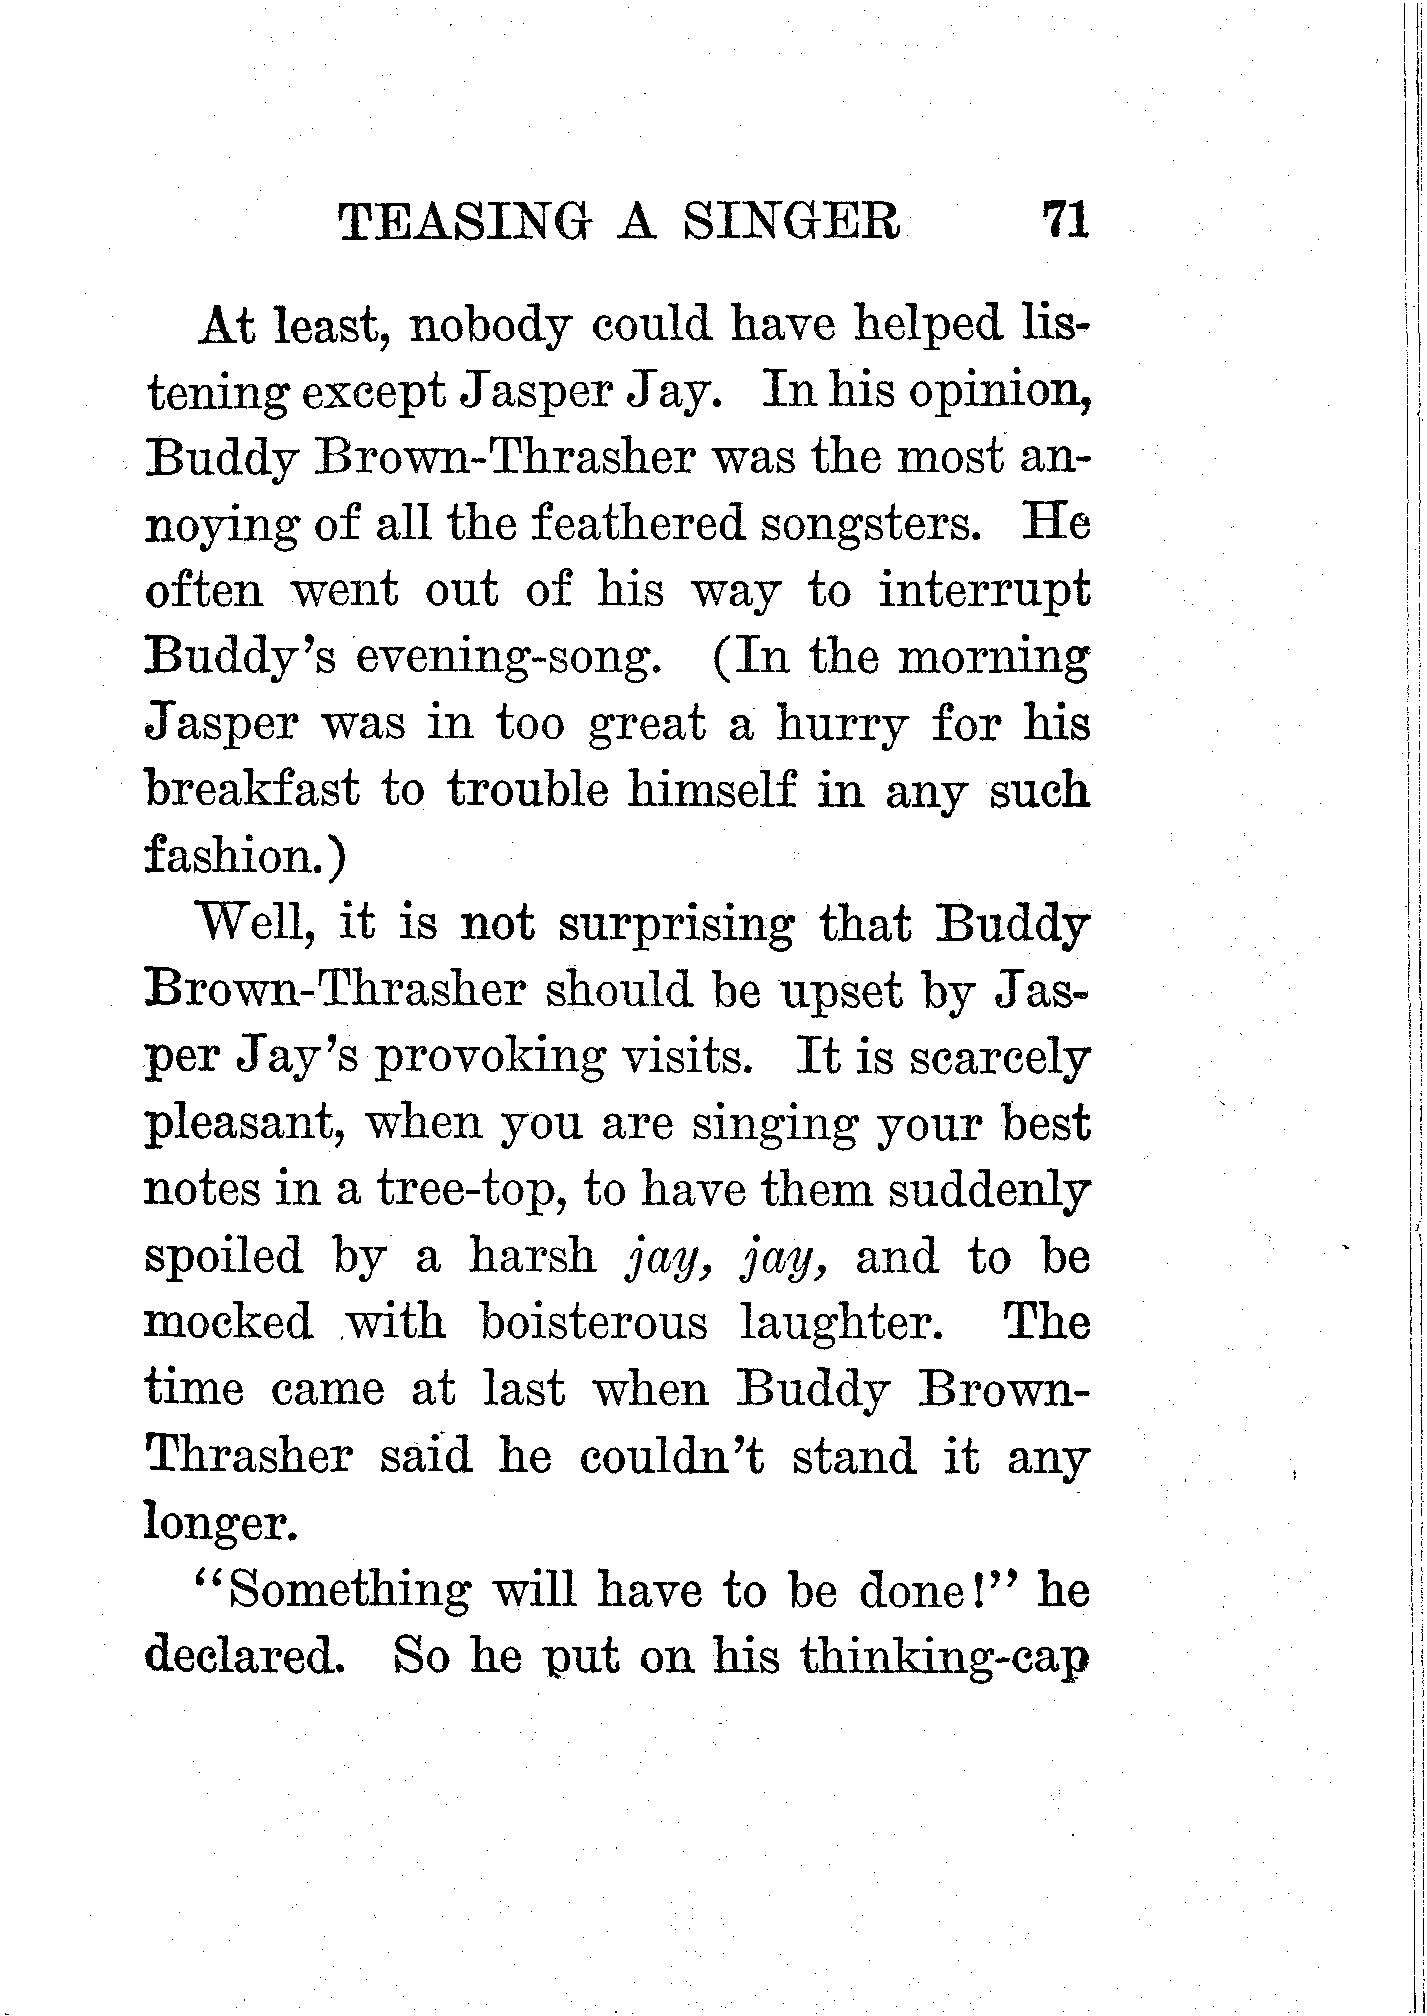 TEASING A SINGER 71
At least, nobody could have helped lis-
tening except Jasper Jay. In his opinion,
Buddy Brown-Thrasher was the most an-
noying of all the feathered songsters. He
often went out of his way to interrupt
Buddy's evening-song. (In the morning
Jasper was in too great a hurry for his
breakfast to trouble himself in any such
fashion.)
Well, it is not surprising that Buddy
Brown-Thrasher should be upset by Jas-
per Jay's provoking visits. It is scarcely
pleasant, when you are singing your best
notes in a tree-top, to have them suddenly
spoiled by a harsh jay, jay, and to be
mocked with boisterous laughter. The
time came at last when Buddy Brown-
Thrasher said he couldn't stand it any
longer.
"Something will have to be done!" he
declared. So he put on his thinking-cap